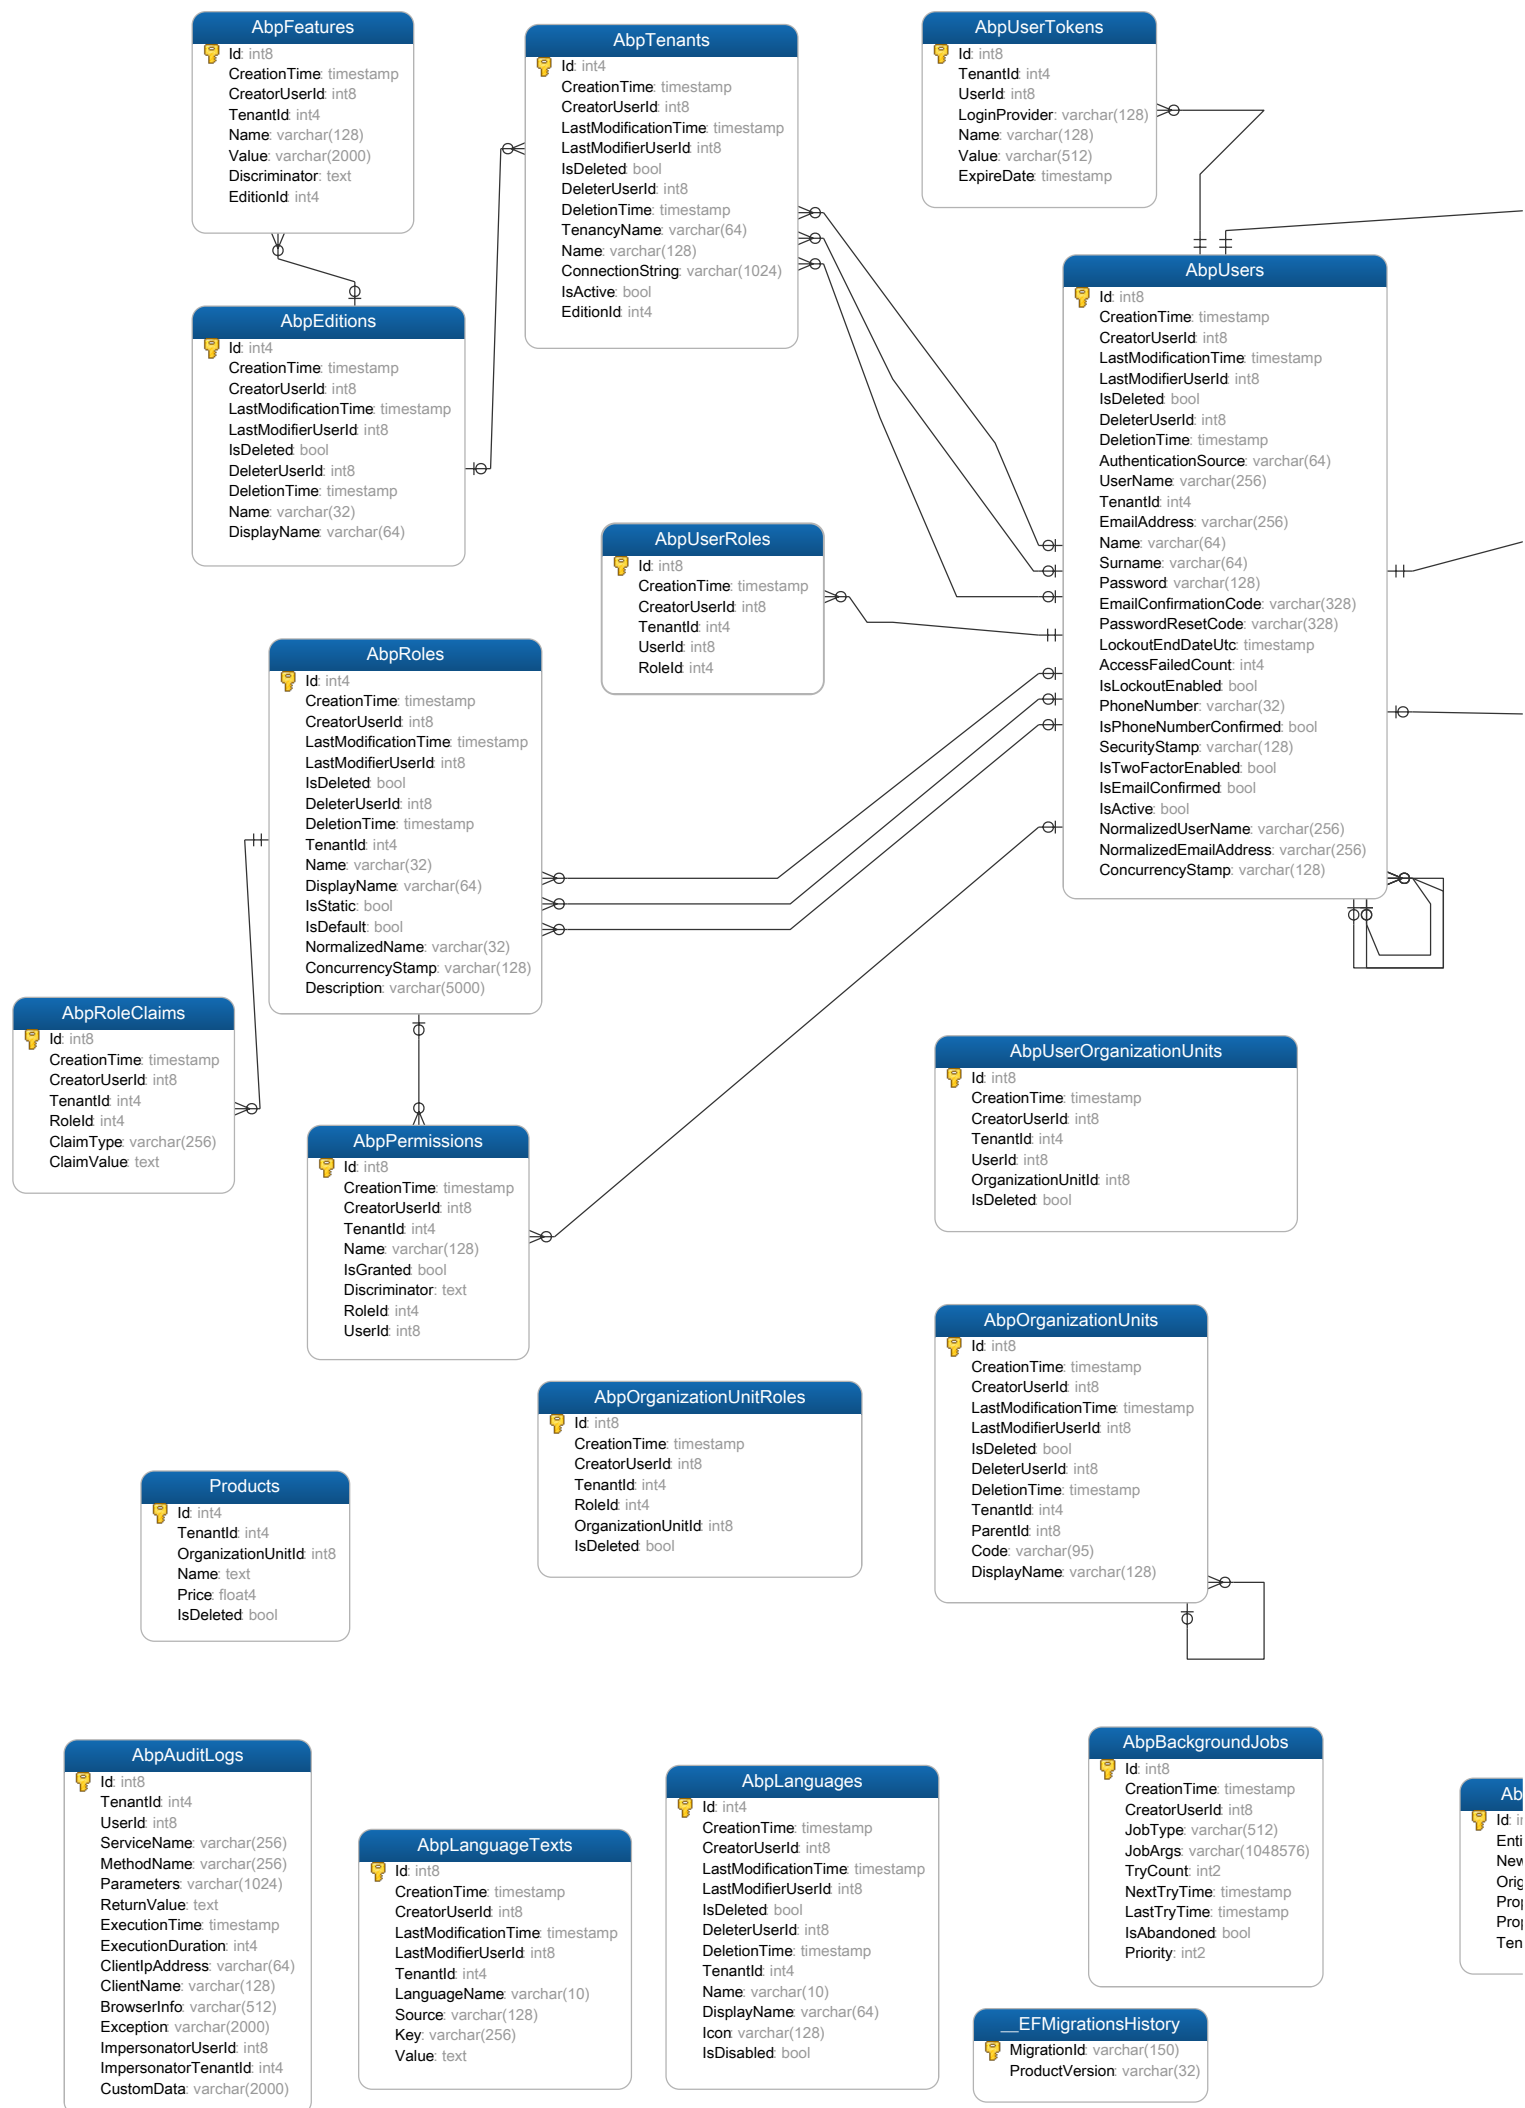 AbpFeatures
Id: int8
CreationTime: timestamp
CreatorUserId: int8
TenantId: int4
Name: varchar(128)
Value: varchar(2000)
Discriminator: text
EditionId: int4
AbpTenants
Id: int4
CreationTime: timestamp
CreatorUserId: int8
LastModificationTime: timestamp
LastModifierUserId: int8
IsDeleted: bool
DeleterUserId: int8
DeletionTime: timestamp
TenancyName: varchar(64)
Name: varchar(128)
ConnectionString: varchar(1024)
IsActive: bool
EditionId: int4
AbpUserTokens
Id: int8
TenantId: int4
UserId: int8
LoginProvider: varchar(128)
Name: varchar(128)
Value: varchar(512)
ExpireDate: timestamp
AbpEditions
Id: int4
CreationTime: timestamp
CreatorUserId: int8
LastModificationTime: timestamp
LastModifierUserId: int8
IsDeleted: bool
DeleterUserId: int8
DeletionTime: timestamp
Name: varchar(32)
DisplayName: varchar(64)
AbpUsers
Id: int8
CreationTime: timestamp
CreatorUserId: int8
LastModificationTime: timestamp
LastModifierUserId: int8
IsDeleted: bool
DeleterUserId: int8
DeletionTime: timestamp
AuthenticationSource: varchar(64)
UserName: varchar(256)
TenantId: int4
EmailAddress: varchar(256)
Name: varchar(64)
Surname: varchar(64)
Password: varchar(128)
EmailConfirmationCode: varchar(328)
PasswordResetCode: varchar(328)
LockoutEndDateUtc: timestamp
AccessFailedCount: int4
IsLockoutEnabled: bool
PhoneNumber: varchar(32)
IsPhoneNumberConfirmed: bool
SecurityStamp: varchar(128)
IsTwoFactorEnabled: bool
IsEmailConfirmed: bool
IsActive: bool
NormalizedUserName: varchar(256)
NormalizedEmailAddress: varchar(256)
ConcurrencyStamp: varchar(128)
AbpUserRoles
Id: int8
CreationTime: timestamp
CreatorUserId: int8
TenantId: int4
UserId: int8
RoleId: int4
AbpRoles
Id: int4
CreationTime: timestamp
CreatorUserId: int8
LastModificationTime: timestamp
LastModifierUserId: int8
IsDeleted: bool
DeleterUserId: int8
DeletionTime: timestamp
TenantId: int4
Name: varchar(32)
DisplayName: varchar(64)
IsStatic: bool
IsDefault: bool
NormalizedName: varchar(32)
ConcurrencyStamp: varchar(128)
Description: varchar(5000)
AbpRoleClaims
Id: int8
CreationTime: timestamp
CreatorUserId: int8
TenantId: int4
RoleId: int4
ClaimType: varchar(256)
ClaimValue: text
AbpPermissions
Id: int8
CreationTime: timestamp
CreatorUserId: int8
TenantId: int4
Name: varchar(128)
IsGranted: bool
Discriminator: text
RoleId: int4
UserId: int8
AbpUserOrganizationUnits
Id: int8
CreationTime: timestamp
CreatorUserId: int8
TenantId: int4
UserId: int8
OrganizationUnitId: int8
IsDeleted: bool
AbpOrganizationUnits
Id: int8
CreationTime: timestamp
CreatorUserId: int8
LastModificationTime: timestamp
LastModifierUserId: int8
IsDeleted: bool
DeleterUserId: int8
DeletionTime: timestamp
TenantId: int4
ParentId: int8
Code: varchar(95)
DisplayName: varchar(128)
AbpOrganizationUnitRoles
Id: int8
CreationTime: timestamp
CreatorUserId: int8
TenantId: int4
RoleId: int4
OrganizationUnitId: int8
IsDeleted: bool
Products
Id: int4
TenantId: int4
OrganizationUnitId: int8
Name: text
Price: float4
IsDeleted: bool
AbpAuditLogs
Id: int8
TenantId: int4
UserId: int8
ServiceName: varchar(256)
MethodName: varchar(256)
Parameters: varchar(1024)
ReturnValue: text
ExecutionTime: timestamp
ExecutionDuration: int4
ClientIpAddress: varchar(64)
ClientName: varchar(128)
BrowserInfo: varchar(512)
Exception: varchar(2000)
ImpersonatorUserId: int8
ImpersonatorTenantId: int4
CustomData: varchar(2000)
AbpLanguageTexts
Id: int8
CreationTime: timestamp
CreatorUserId: int8
LastModificationTime: timestamp
LastModifierUserId: int8
TenantId: int4
LanguageName: varchar(10)
Source: varchar(128)
Key: varchar(256)
Value: text
AbpLanguages
Id: int4
CreationTime: timestamp
CreatorUserId: int8
LastModificationTime: timestamp
LastModifierUserId: int8
IsDeleted: bool
DeleterUserId: int8
DeletionTime: timestamp
TenantId: int4
Name: varchar(10)
DisplayName: varchar(64)
Icon: varchar(128)
IsDisabled: bool
AbpBackgroundJobs
Id: int8
CreationTime: timestamp
CreatorUserId: int8
JobType: varchar(512)
JobArgs: varchar(1048576)
TryCount: int2
NextTryTime: timestamp
LastTryTime: timestamp
IsAbandoned: bool
Priority: int2
__EFMigrationsHistory
MigrationId: varchar(150)
ProductVersion: varchar(32)
Ab
Id:
Enti
New
Orig
Prop
Prop
Ten